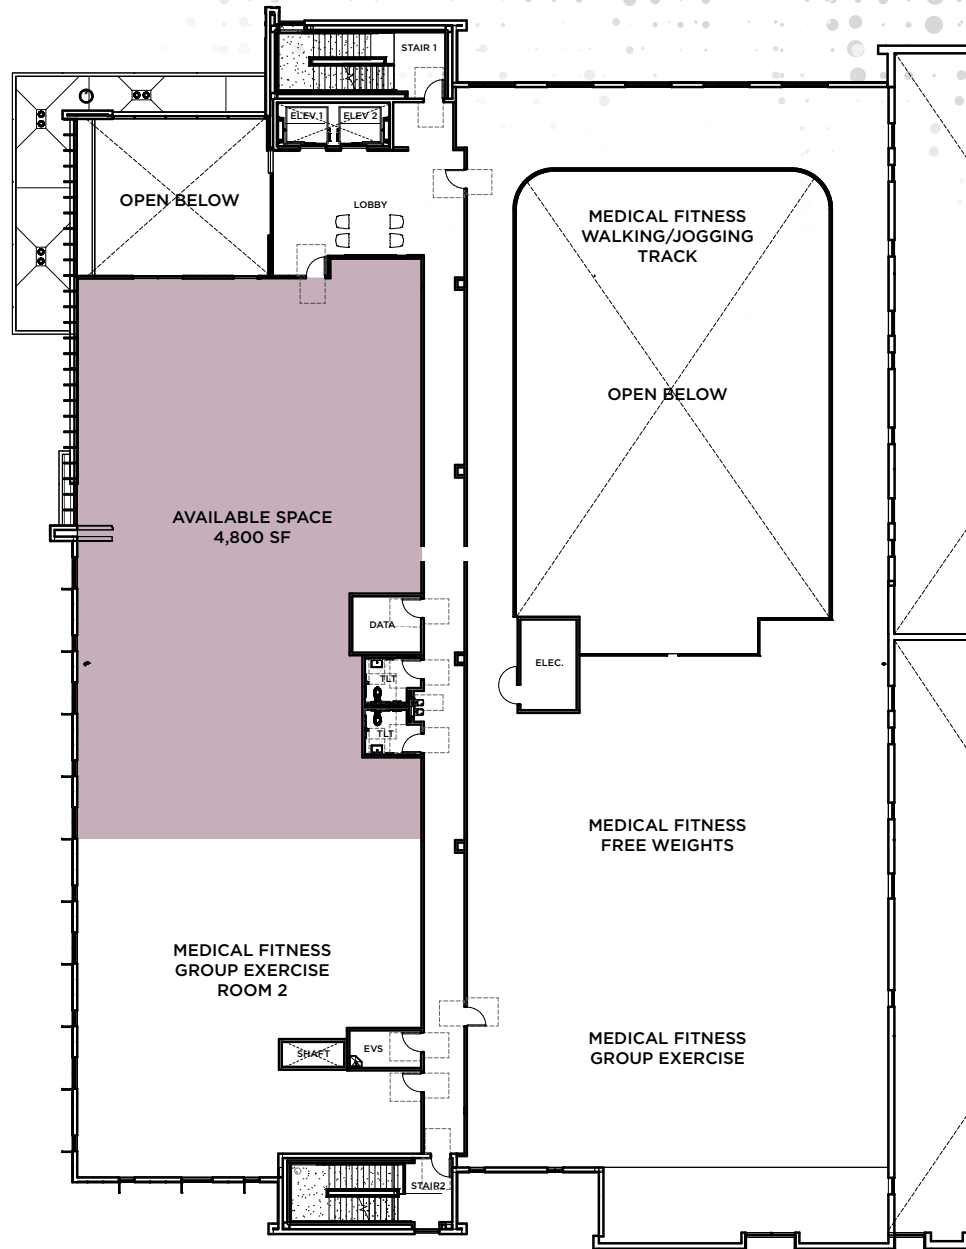 STAIR 1
ELEV.1
ELEV 2
OPEN BELOW
LOBBY
MEDICAL FITNESS
WALKING/JOGGING
TRACK
OPEN BELOW
AVAILABLE SPACE
4,800 SF
DATA
TLT
TLT
ELEC.
MEDICAL FITNESS
FREE WEIGHTS
MEDICAL FITNESS
GROUP EXERCISE
ROOM 2
SHAFT
EVS
MEDICAL FITNESS
GROUP EXERCISE
STAIR2